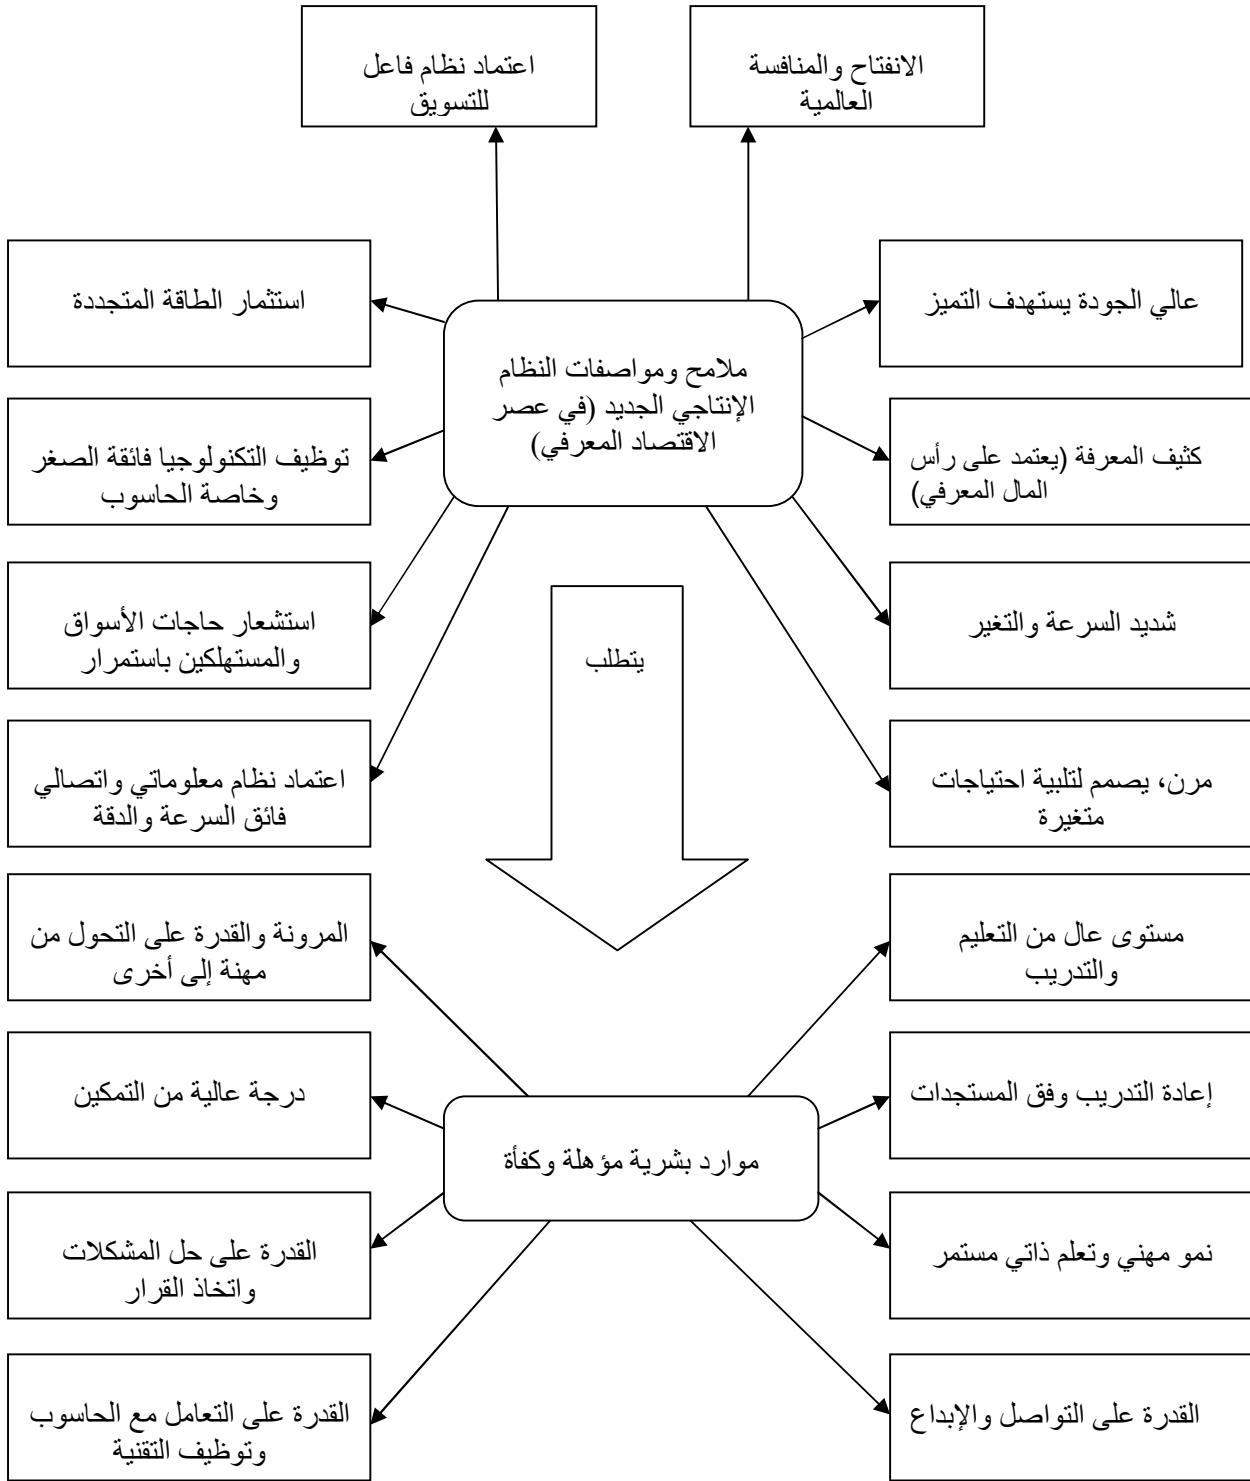 الانفتاح والمنافسة
العالمية
اعتماد نظام فاعل
للتسويق
عالي الجودة يستهدف التميز
استثمار الطاقة المتجددة
ملامح ومواصفات النظام
الإنتاجي الجديد (في عصر
الاقتصاد المعرفي)
كثيف المعرفة (يعتمد على رأس
المال المعرفي)
توظيف التكنولوجيا فائقة الصغر
وخاصة الحاسوب
شديد السرعة والتغير
استشعار حاجات الأسواق
والمستهلكين باستمرار
يتطلب
مرن، يصمم لتلبية احتياجات
متغيرة
اعتماد نظام معلوماتي واتصالي
فائق السرعة والدقة
مستوى عال من التعليم
والتدريب
المرونة والقدرة على التحول من
مهنة إلى أخرى
إعادة التدريب وفق المستجدات
درجة عالية من التمكين
موارد بشرية مؤهلة وكفأة
نمو مهني وتعلم ذاتي مستمر
القدرة على حل المشكلات
واتخاذ القرار
القدرة على التواصل والإبداع
القدرة على التعامل مع الحاسوب
وتوظيف التقنية